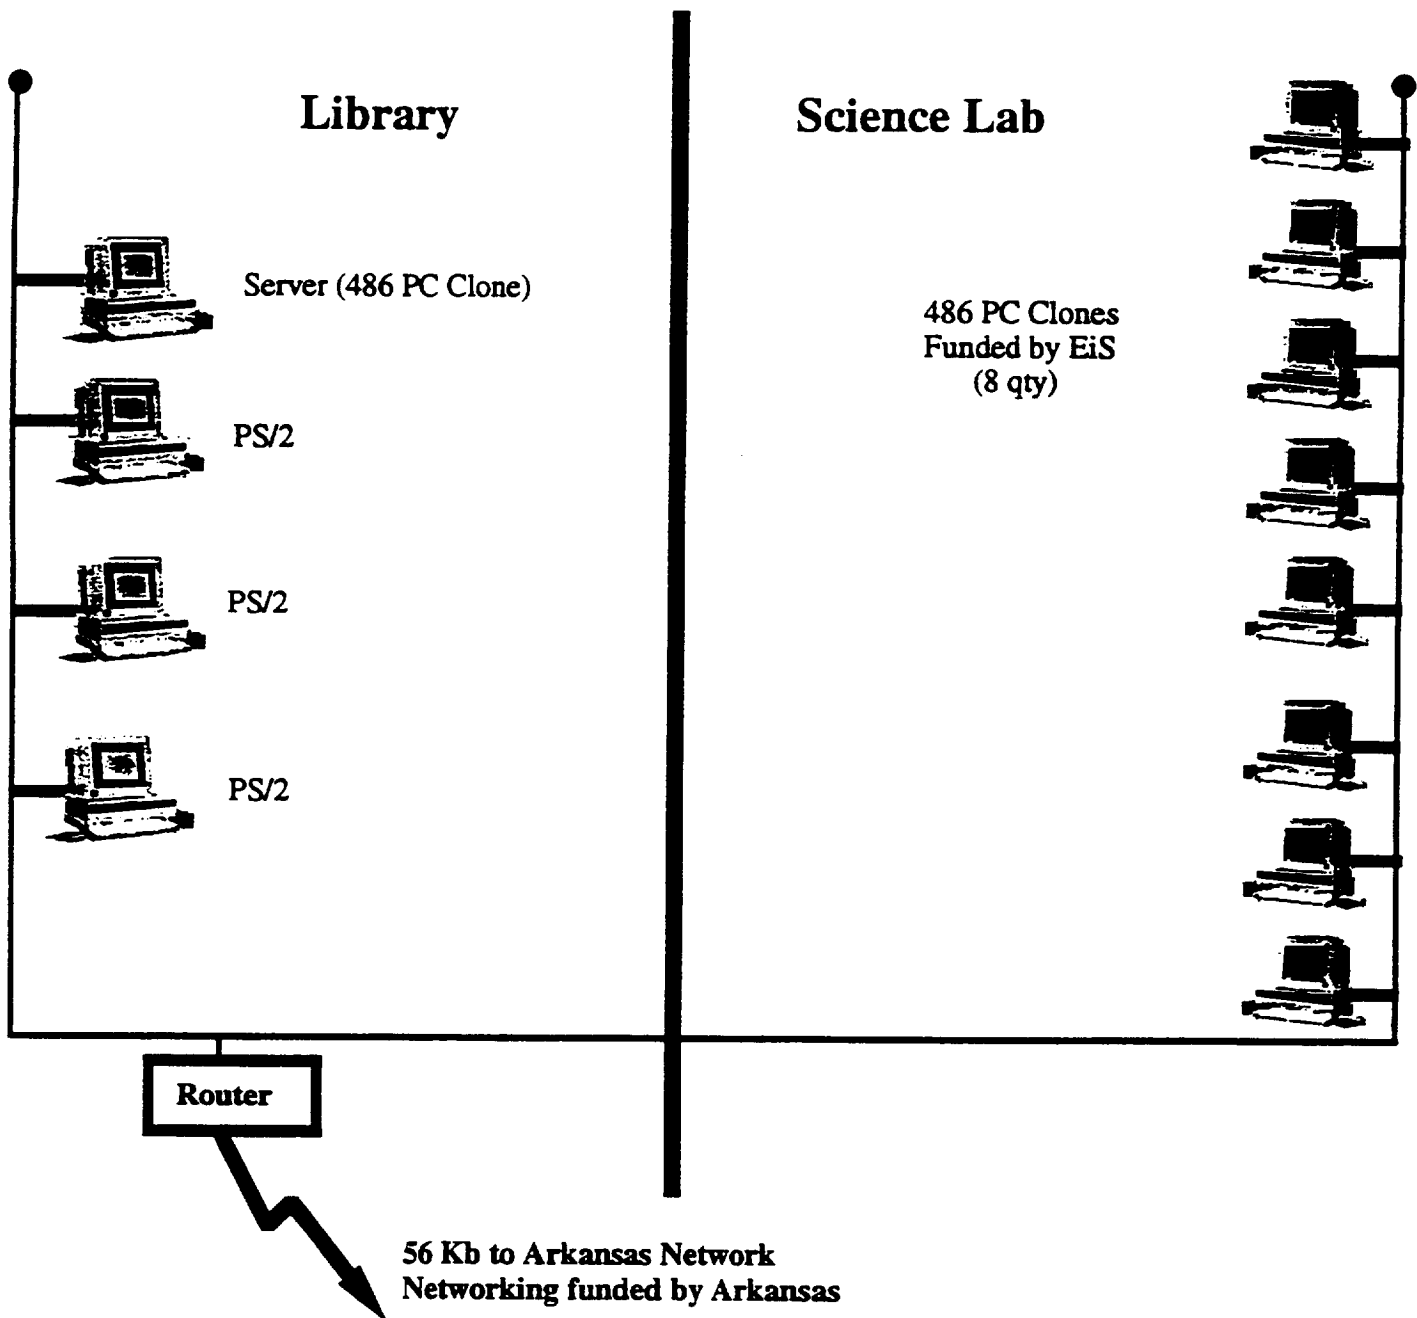 Library
Science Lab
Server (486 PC Clone)
486 PC Clones
Funded by EiS
(8 qty)
PS/2
PS/2
PS/2
Router
56 Kb to Arkansas Network
Networking funded by Arkansas